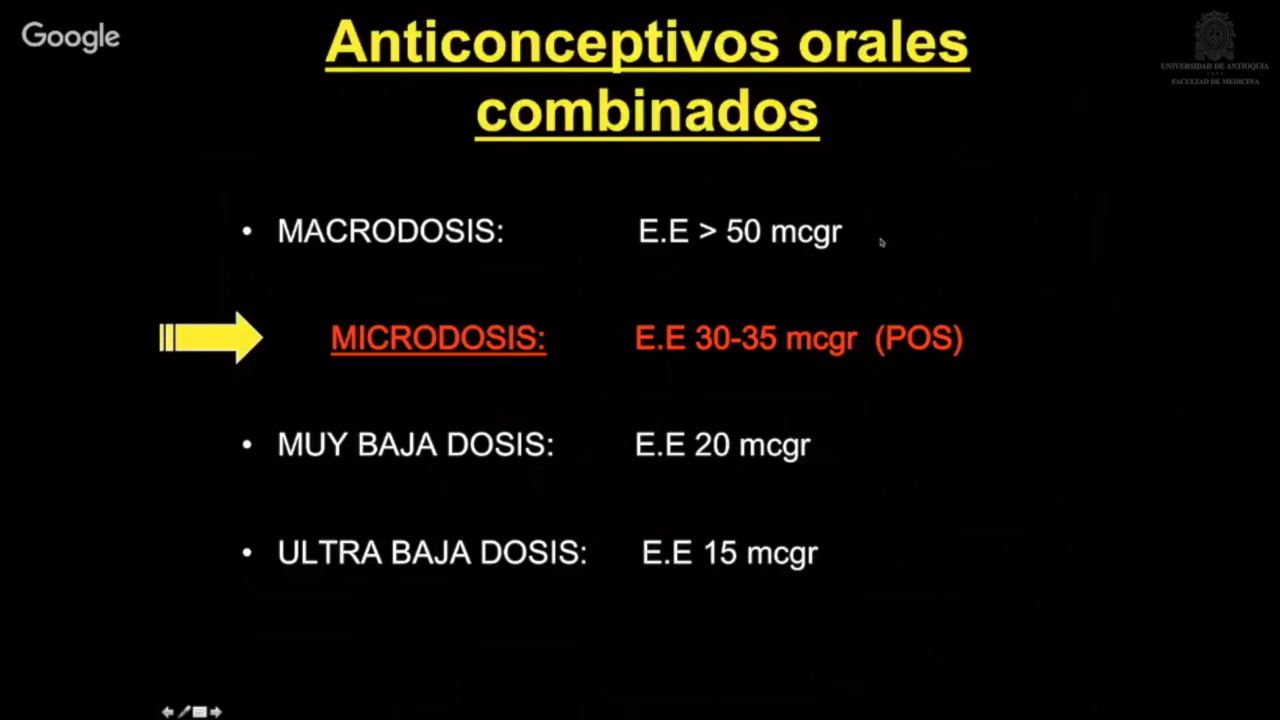 Google
Anticonceptivos orales
combinados
UNIVERSIDAD DE ANTIOQUIA
1803
FACULTAD DE MEDICINA
• MACRODOSIS: E.E > 50 mcgr
MICRODOSIS: E.E 30-35 mcgr (POS)
• MUY BAJA DOSIS: E.E 20 mcgr
• ULTRA BAJA DOSIS: E.E 15 mcgr